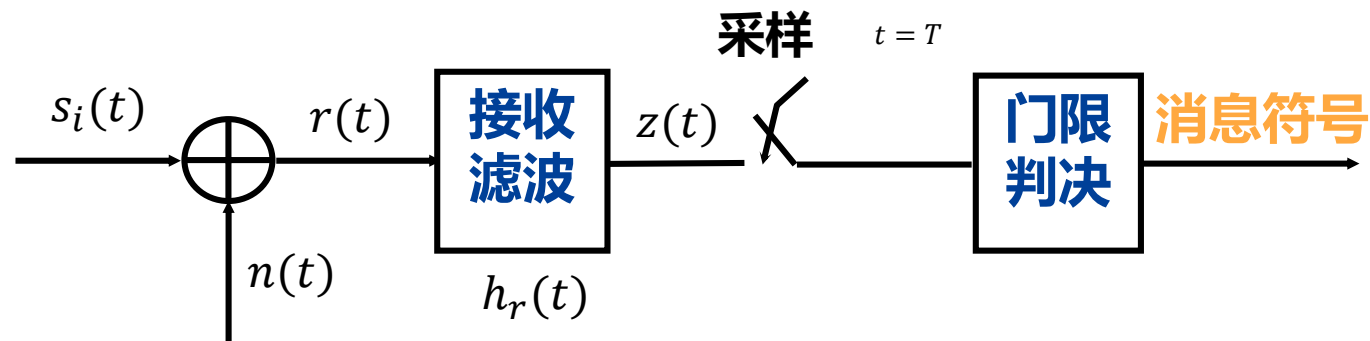 采样
t = T
s_i(t)
r(t)
接收
滤波
z(t)
门限
判决
消息符号
n(t)
h_r(t)